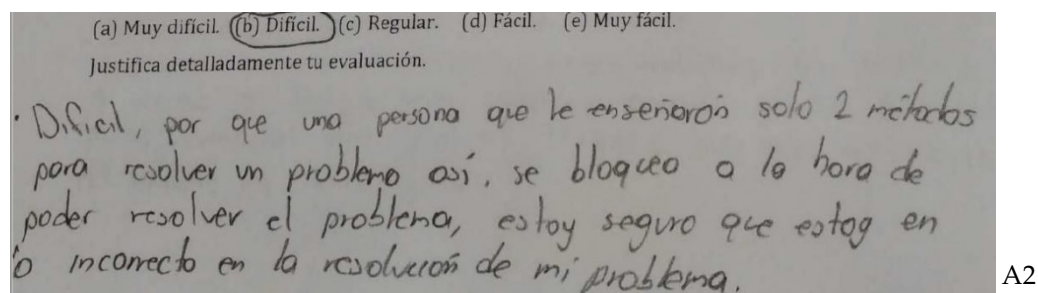 (a) Muy difícil. (b) Difícil. (c) Regular. (d) Fácil. (e) Muy fácil.
Justifica detalladamente tu evaluación.
· Dificil, por que una persona que le enseñaron solo 2 métodos
para resolver un problema así, se bloqueo a la hora de
poder resolver el problema, estoy seguro que estoy en
lo incorrecto en la resolución de mi problema.
A2